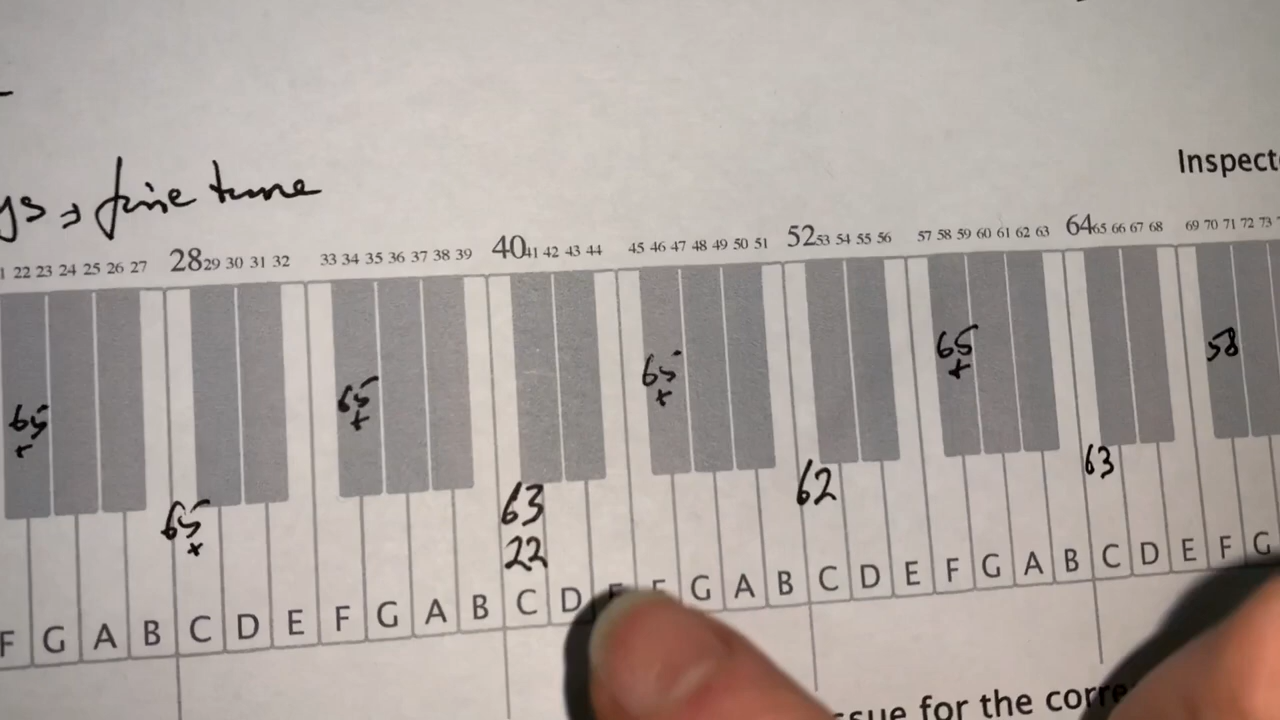 ys → fine tune
Inspect
1 22 23 24 25 26 27 28 29 30 31 32 33 34 35 36 37 38 39 40 41 42 43 44 45 46 47 48 49 50 51 52 53 54 55 56 57 58 59 60 61 62 63 64 65 66 67 68 69 70 71 72 73
65 65 65 65 58
+ + + +
65 63 62 63
x 22
F G A B C D E F G A B C D E F G A B C D E F G A B C D E F G
ssue for the corre